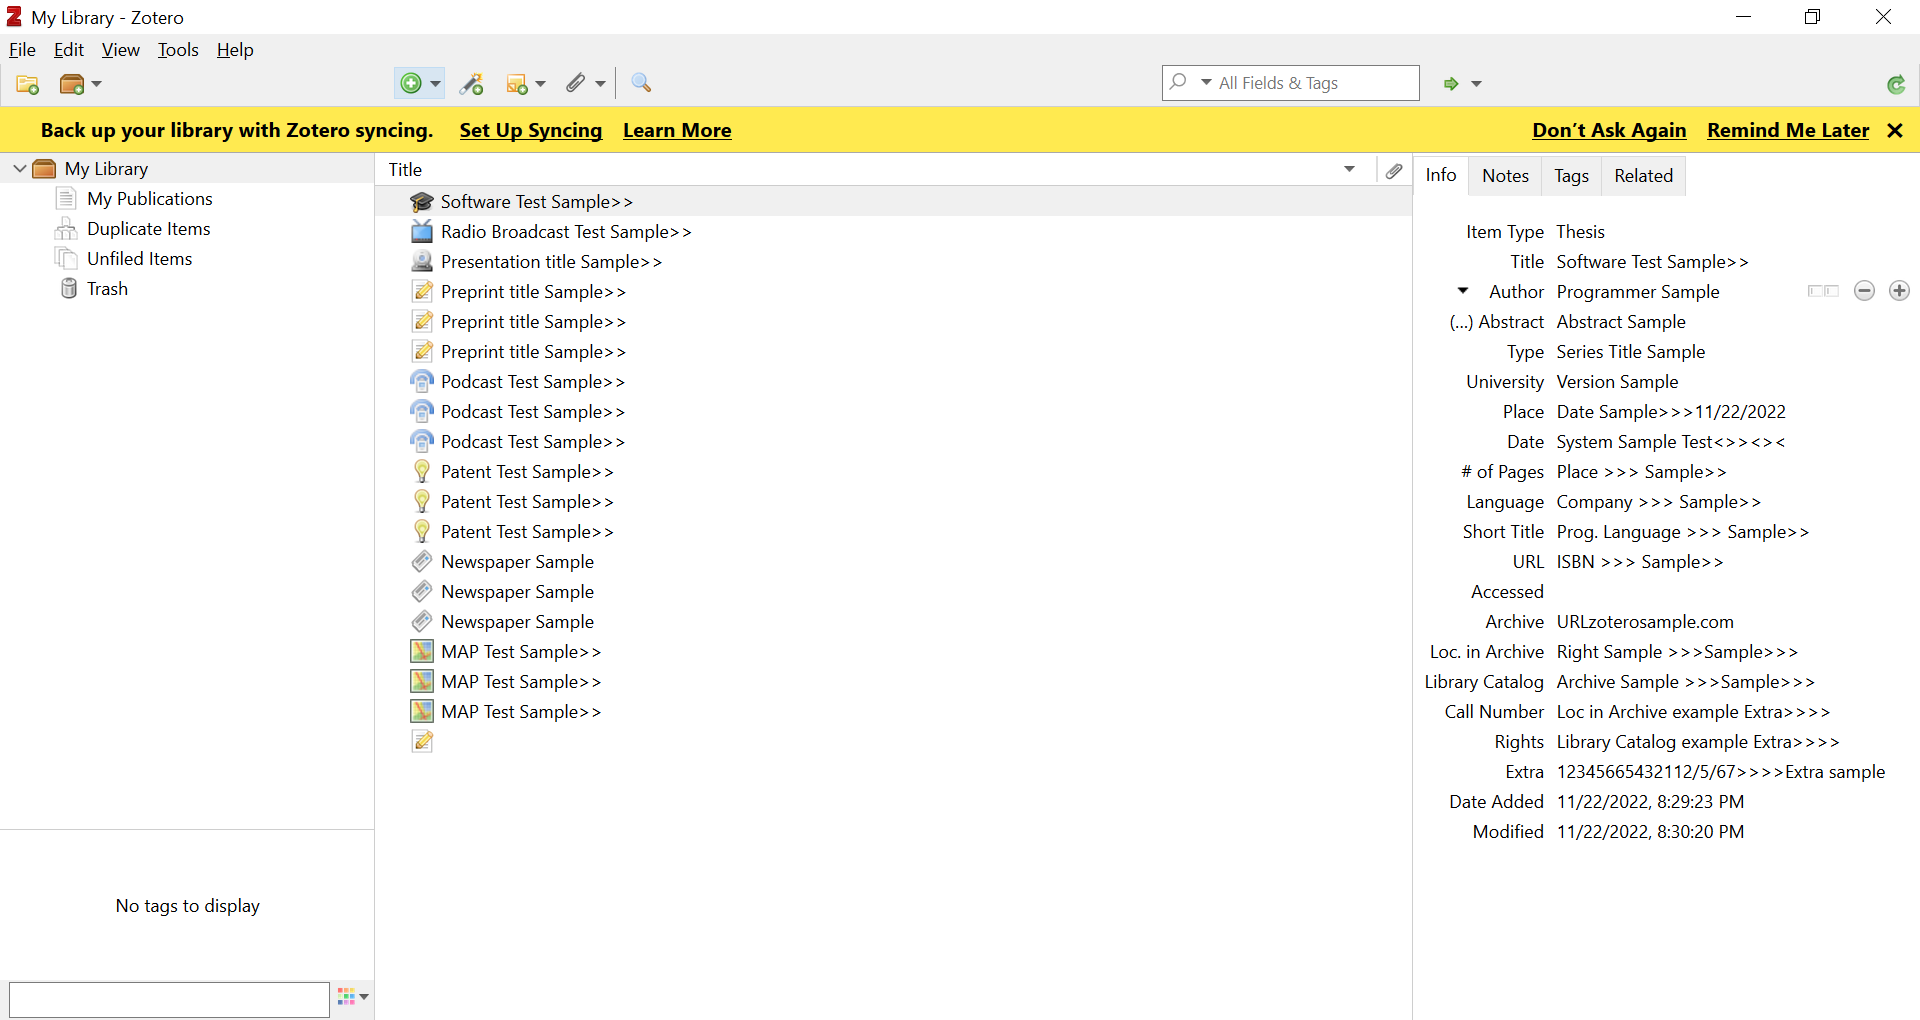 My Library - Zotero
File Edit View Tools Help
All Fields & Tags
Back up your library with Zotero syncing. Set Up Syncing Learn More Don't Ask Again Remind Me Later
My Library
My Publications
Duplicate Items
Unfiled Items
Trash
No tags to display
Title
Software Test Sample>>
Radio Broadcast Test Sample>>
Presentation title Sample>>
Preprint title Sample>>
Preprint title Sample>>
Preprint title Sample>>
Podcast Test Sample>>
Podcast Test Sample>>
Podcast Test Sample>>
Patent Test Sample>>
Patent Test Sample>>
Patent Test Sample>>
Newspaper Sample
Newspaper Sample
Newspaper Sample
MAP Test Sample>>
MAP Test Sample>>
MAP Test Sample>>
Info Notes Tags Related
Item Type Thesis
Title Software Test Sample>>
Author Programmer Sample
(...) Abstract Abstract Sample
Type Series Title Sample
University Version Sample
Place Date Sample>>>11/22/2022
Date System Sample Test<>><><
# of Pages Place >>> Sample>>
Language Company >>> Sample>>
Short Title Prog. Language >>> Sample>>
URL ISBN >>> Sample>>
Accessed
Archive URLzoterosample.com
Loc. in Archive Right Sample >>>Sample>>>
Library Catalog Archive Sample >>>Sample>>>
Call Number Loc in Archive example Extra>>>>
Rights Library Catalog example Extra>>>>
Extra 12345665432112/5/67>>>>Extra sample
Date Added 11/22/2022, 8:29:23 PM
Modified 11/22/2022, 8:30:20 PM